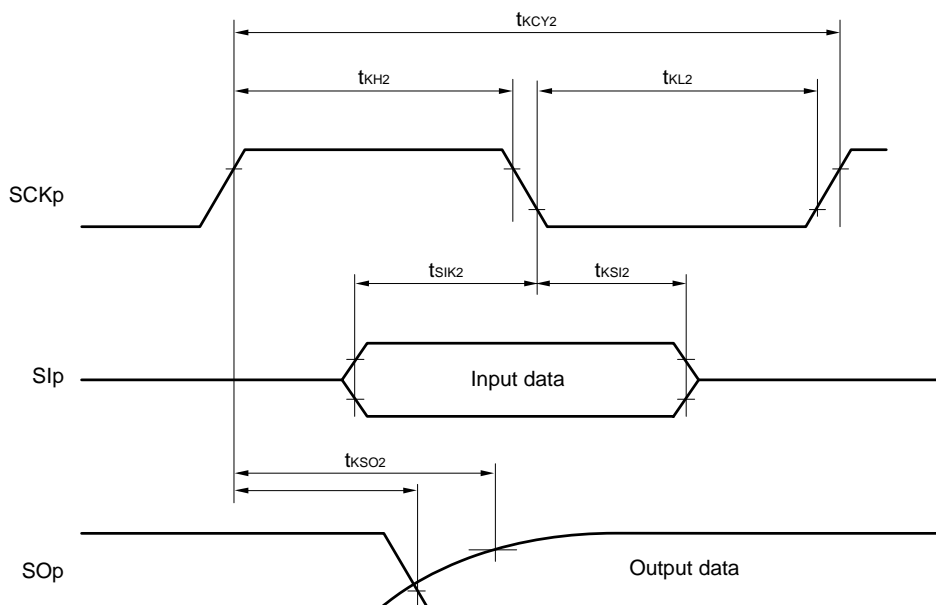 tKCY2
tKH2
tKL2
SCKp
tSIK2
tKSI2
SIp
Input data
tKSO2
SOp
Output data